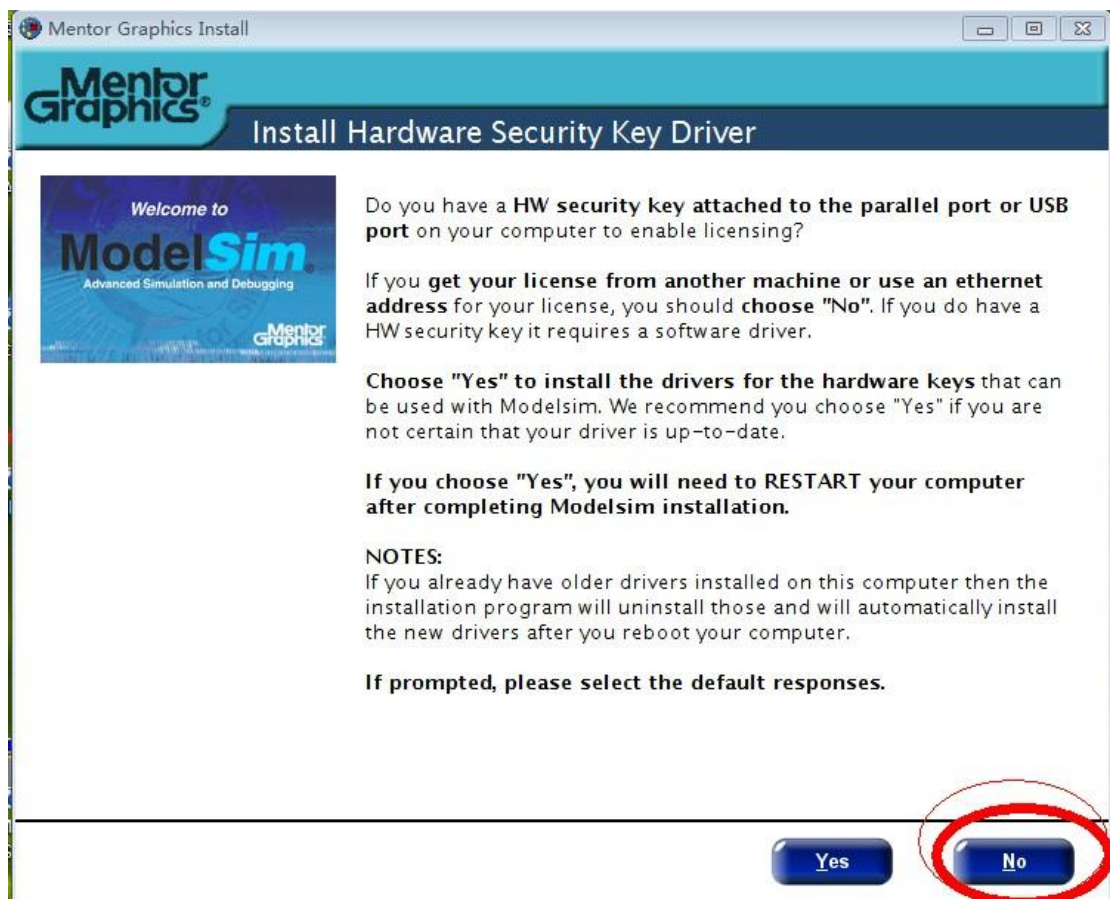 Mentor Graphics Install
Mentor
Graphics®
Install Hardware Security Key Driver
Welcome to
ModelSim®
Advanced Simulation and Debugging
Mentor
Graphics
Do you have a HW security key attached to the parallel port or USB
port on your computer to enable licensing?
If you get your license from another machine or use an ethernet
address for your license, you should choose "No". If you do have a
HW security key it requires a software driver.
Choose "Yes" to install the drivers for the hardware keys that can
be used with Modelsim. We recommend you choose "Yes" if you are
not certain that your driver is up-to-date.
If you choose "Yes", you will need to RESTART your computer
after completing Modelsim installation.
NOTES:
If you already have older drivers installed on this computer then the
installation program will uninstall those and will automatically install
the new drivers after you reboot your computer.
If prompted, please select the default responses.
Yes
No